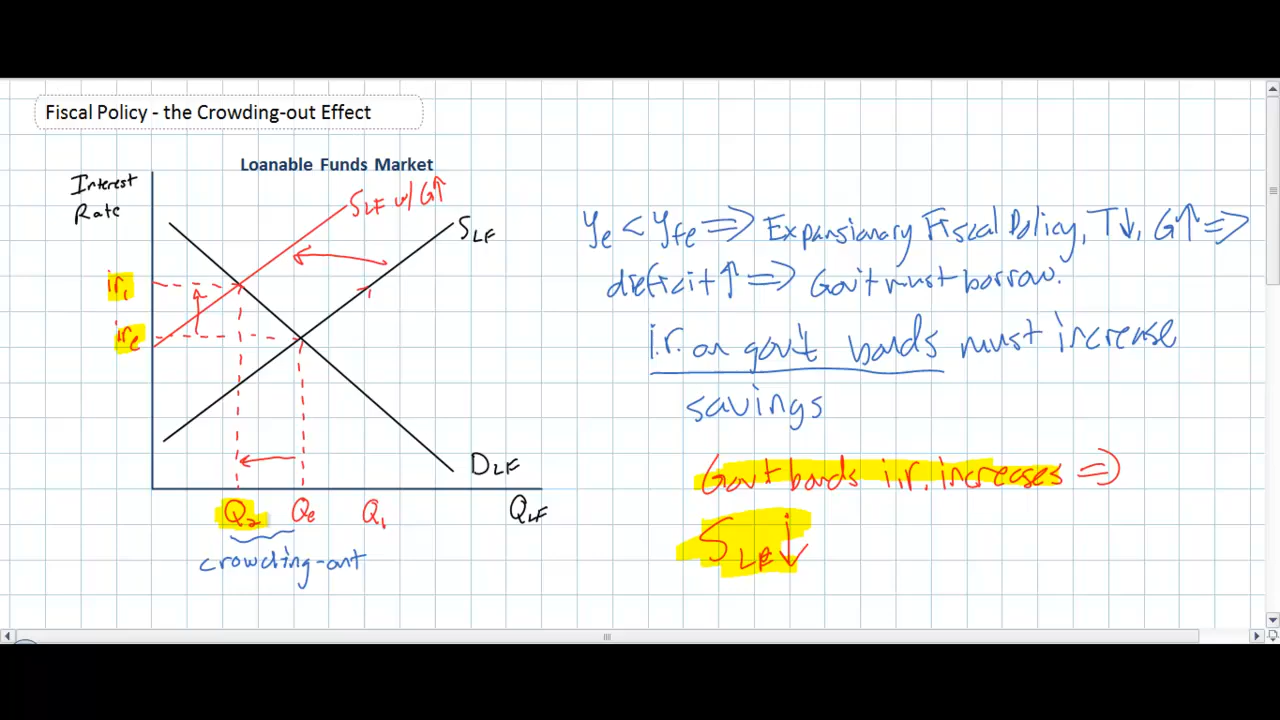 Fiscal Policy - the Crowding-out Effect
Loanable Funds Market
Interest
Rate
SLF w/ G↑
SLF
ir1
ire
DLF
Q2 Qe Q1 QLF
crowding-out
Ye < Yfe => Expansionary Fiscal Policy, T↓, G↑ =>
deficit ↑ => Gov't must borrow.
i.r. on gov't bonds must increase
savings
Govt bonds i.r. increases =>
SLF ↓